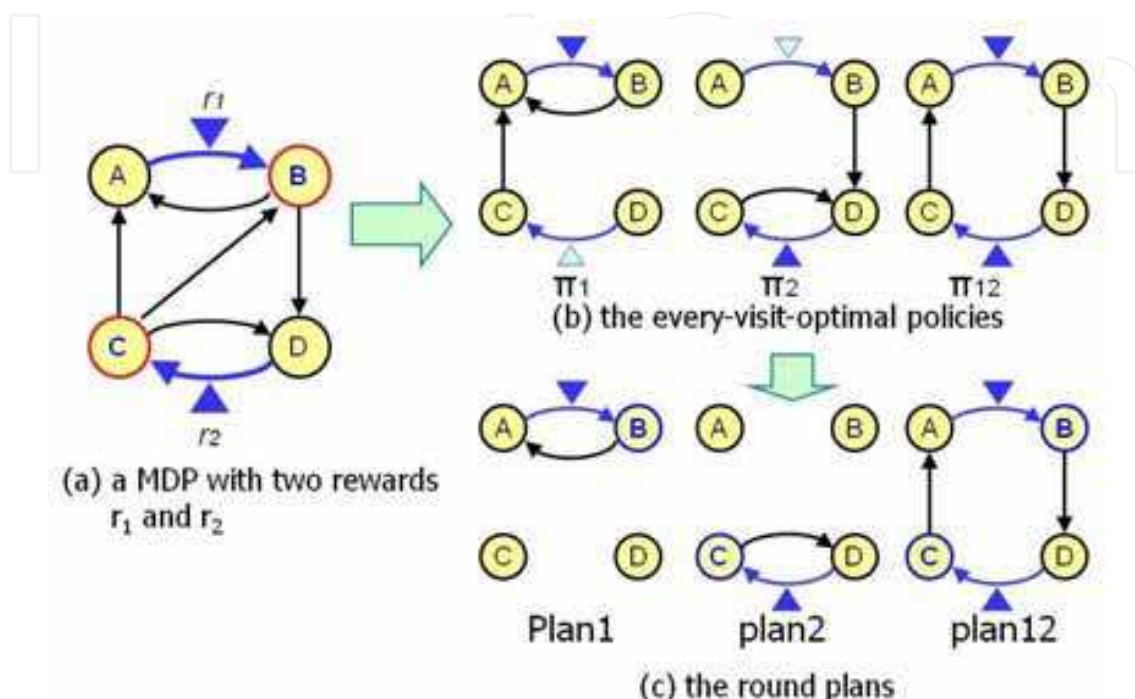 r1
A
B
C
D
r2
(a) a MDP with two rewards
r1 and r2
A B A B A B
C D C D C D
π1 π2 π12
(b) the every-visit-optimal policies
A B A B A B
C D C D C D
Plan1 plan2 plan12
(c) the round plans